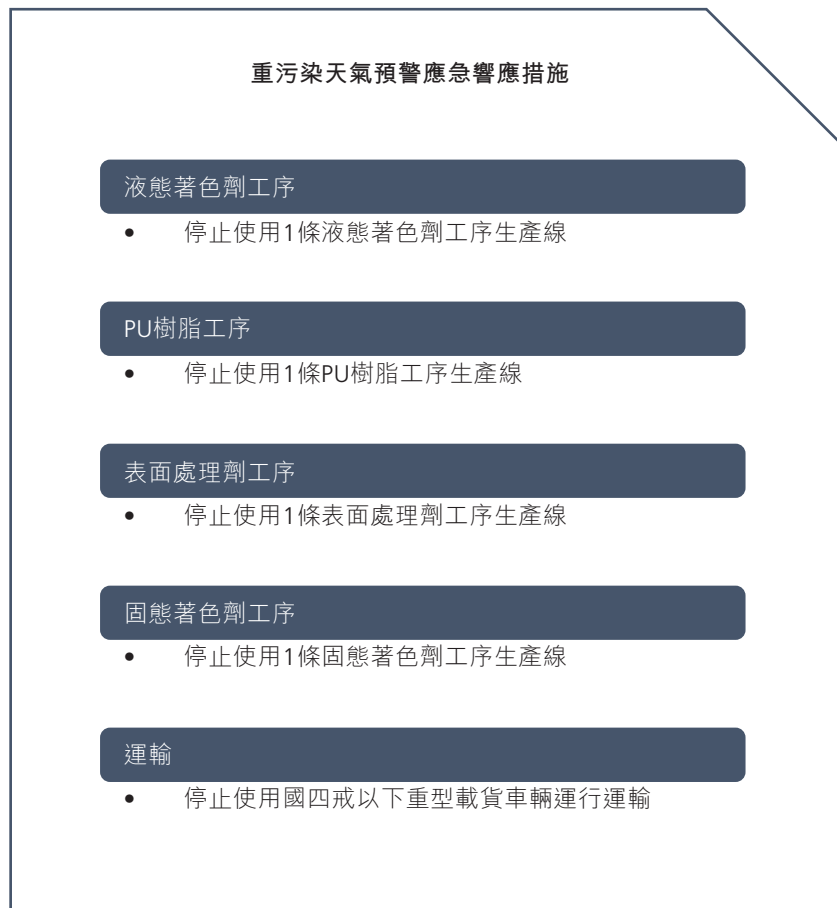 重污染天氣預警應急響應措施
液態著色劑工序
• 停止使用1條液態著色劑工序生產線
PU樹脂工序
• 停止使用1條PU樹脂工序生產線
表面處理劑工序
• 停止使用1條表面處理劑工序生產線
固態著色劑工序
• 停止使用1條固態著色劑工序生產線
運輸
• 停止使用國四戒以下重型載貨車輛運行運輸